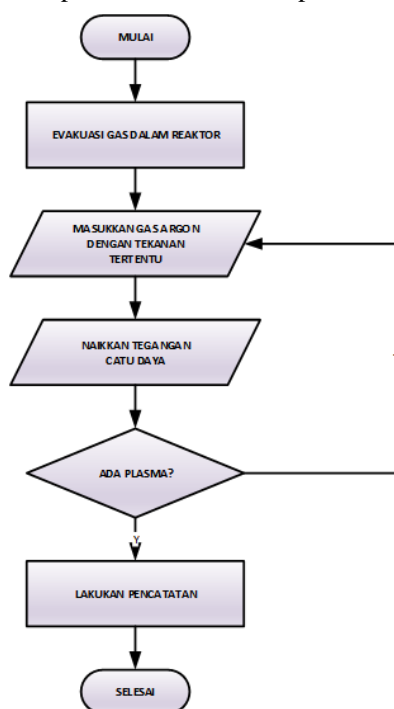 MULAI
EVAKUASI GAS DALAM REAKTOR
MASUKKAN GAS ARGON
DENGAN TEKANAN
TERTENTU
NAIKKAN TEGANGAN
CATU DAYA
ADA PLASMA?
Y
LAKUKAN PENCATATAN
SELESAI